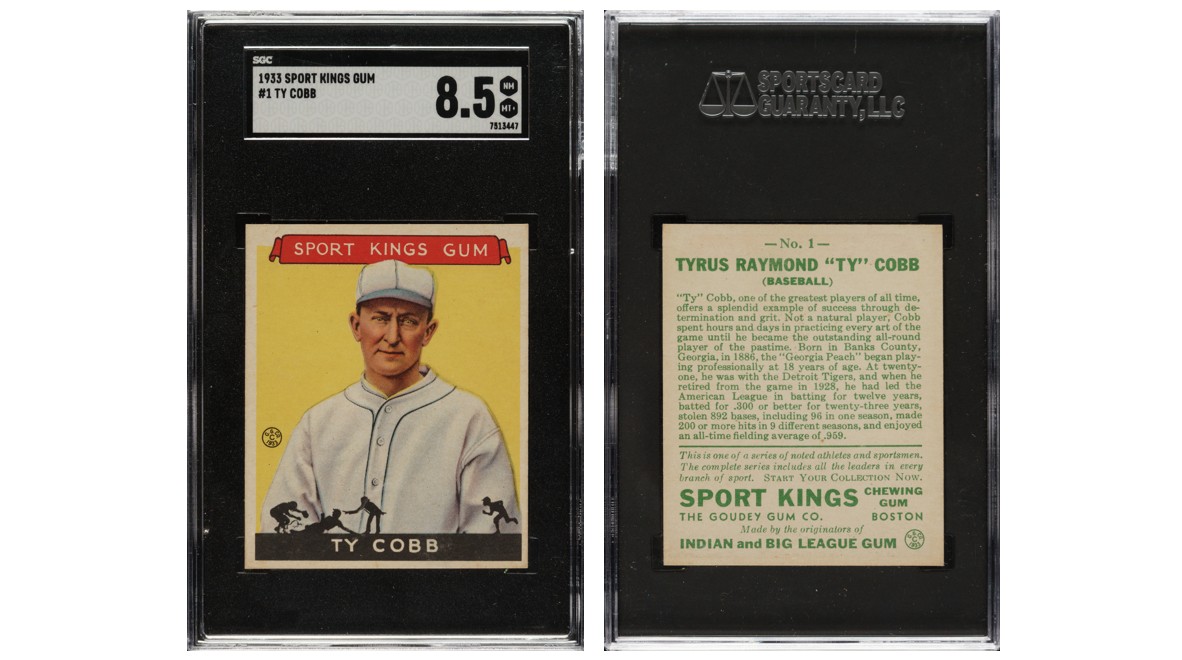 SGC
1933 SPORT KINGS GUM
#1 TY COBB
8.5
NM
MT+
7513447
SPORT KINGS GUM
TY COBB
SPORTSCARD
GUARANTY, LLC
—No. 1—
TYRUS RAYMOND "TY" COBB
(BASEBALL)
"Ty" Cobb, one of the greatest players of all time,
offers a splendid example of success through de-
termination and grit. Not a natural player, Cobb
spent hours and days in practicing every art of the
game until he became the outstanding all-round
player of the pastime. Born in Banks County,
Georgia, in 1886, the "Georgia Peach" began play-
ing professionally at 18 years of age. At twenty-
one, he was with the Detroit Tigers, and when he
retired from the game in 1928, he had led the
American League in batting for twelve years,
batted for .300 or better for twenty-three years,
stolen 892 bases, including 96 in one season, made
200 or more hits in 9 different seasons, and enjoyed
an all-time fielding average of .959.
This is one of a series of noted athletes and sportsmen.
The complete series includes all the leaders in every
branch of sport. START YOUR COLLECTION NOW.
SPORT KINGS CHEWING GUM
THE GOUDEY GUM CO. BOSTON
Made by the originators of
INDIAN and BIG LEAGUE GUM